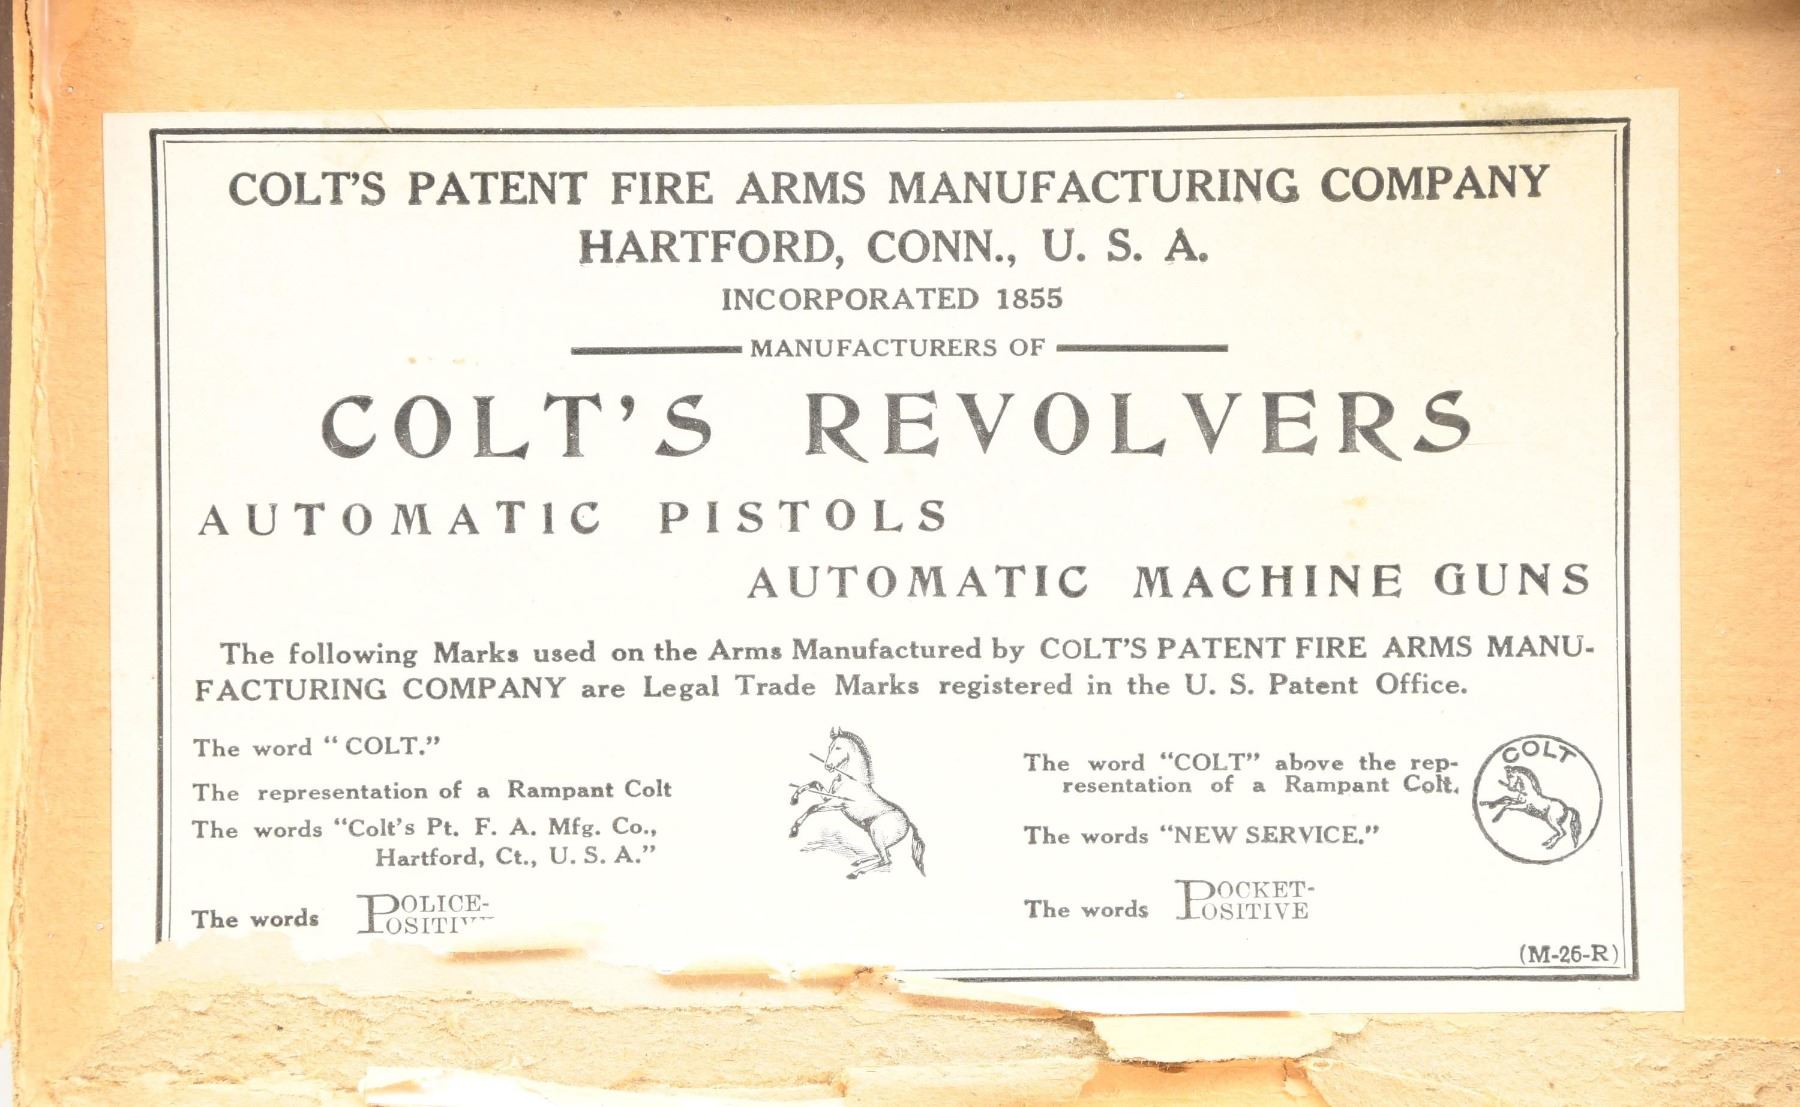 COLT'S PATENT FIRE ARMS MANUFACTURING COMPANY
HARTFORD, CONN., U. S. A.
INCORPORATED 1855
MANUFACTURERS OF
COLT'S REVOLVERS
AUTOMATIC PISTOLS
AUTOMATIC MACHINE GUNS
The following Marks used on the Arms Manufactured by COLT'S PATENT FIRE ARMS MANU-
FACTURING COMPANY are Legal Trade Marks registered in the U. S. Patent Office.
The word "COLT."
The representation of a Rampant Colt
The words "Colt's Pt. F. A. Mfg. Co.,
Hartford, Ct., U. S. A."
The words POLICE-
POSITIVE
The word "COLT" above the rep-
resentation of a Rampant Colt.
COLT
The words "NEW SERVICE."
The words POCKET-
POSITIVE
(M-26-R)